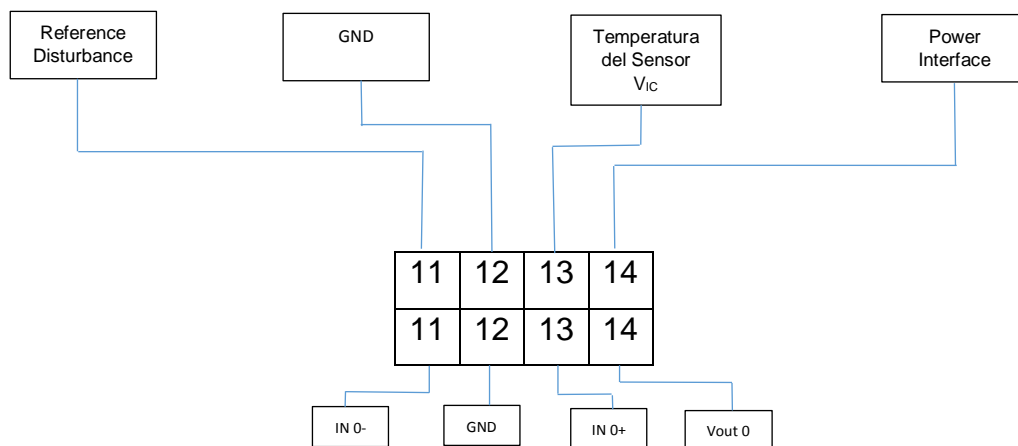 Reference
Disturbance
GND
Temperatura
del Sensor
VIC
Power
Interface
11 12 13 14
11 12 13 14
IN 0-
GND
IN 0+
Vout 0